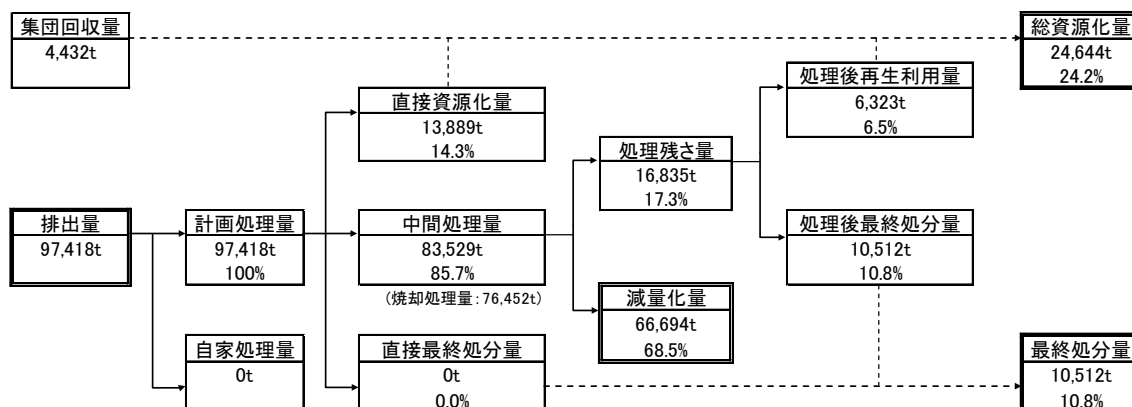 集団回収量
4,432t
総資源化量
24,644t
24.2%
直接資源化量
13,889t
14.3%
処理後再生利用量
6,323t
6.5%
処理残さ量
16,835t
17.3%
排出量
97,418t
計画処理量
97,418t
100%
中間処理量
83,529t
85.7%
(焼却処理量：76,452t)
処理後最終処分量
10,512t
10.8%
減量化量
66,694t
68.5%
自家処理量
0t
直接最終処分量
0t
0.0%
最終処分量
10,512t
10.8%